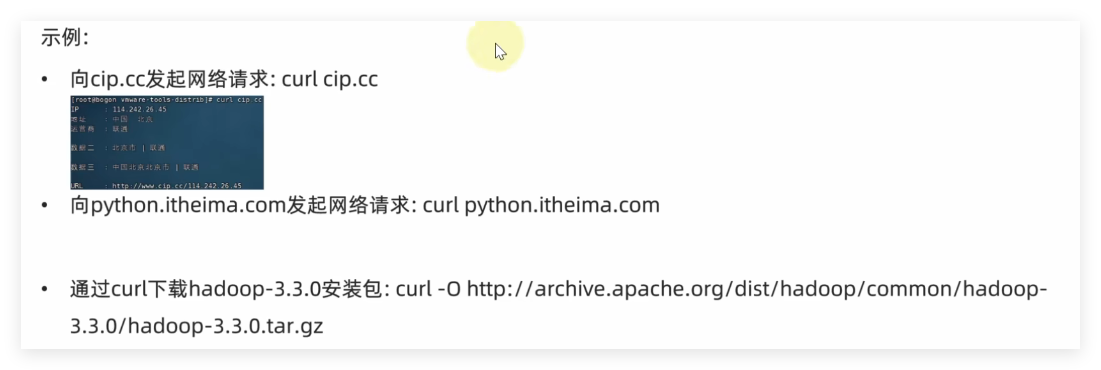 示例：
• 向cip.cc发起网络请求: curl cip.cc
[root@bogon vmware-tools-distrib]# curl cip.cc
IP : 114.242.26.45
地址 : 中国 北京
运营商 : 联通
数据二 : 北京市 | 联通
数据三 : 中国北京北京市 | 联通
URL : http://www.cip.cc/114.242.26.45
• 向python.itheima.com发起网络请求: curl python.itheima.com
• 通过curl下载hadoop-3.3.0安装包: curl -O http://archive.apache.org/dist/hadoop/common/hadoop-
3.3.0/hadoop-3.3.0.tar.gz